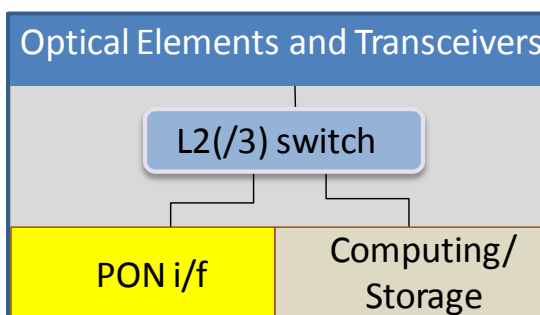 Optical Elements and Transceivers
L2(/3) switch
PON i/f
Computing/
Storage